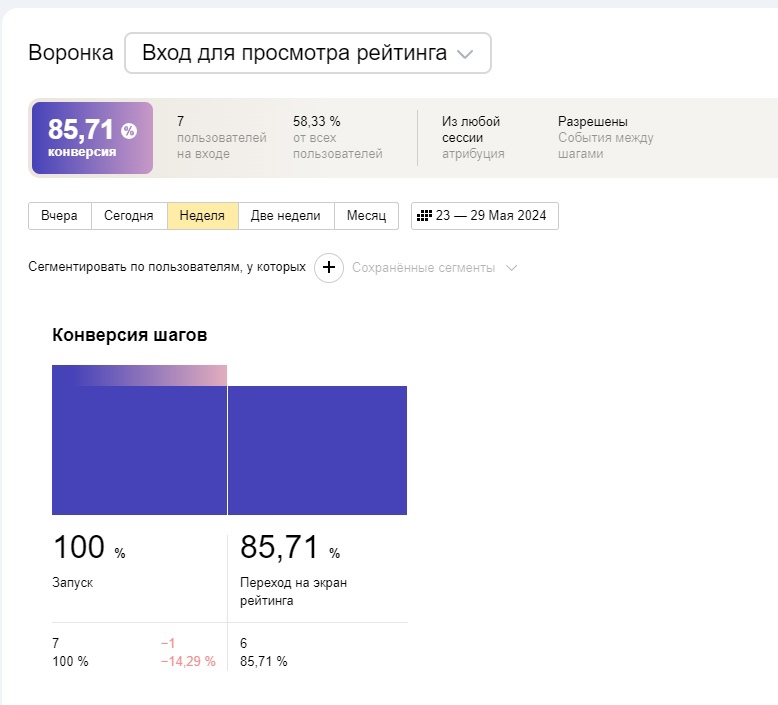 Воронка Вход для просмотра рейтинга
85,71 %
конверсия
7
пользователей
на входе
58,33 %
от всех
пользователей
Из любой
сессии
атрибуция
Разрешены
События между
шагами
Вчера Сегодня Неделя Две недели Месяц 23 — 29 Мая 2024
Сегментировать по пользователям, у которых + Сохранённые сегменты
Конверсия шагов
100 %
Запуск
85,71 %
Переход на экран
рейтинга
7 −1
100 % −14,29 %
6
85,71 %